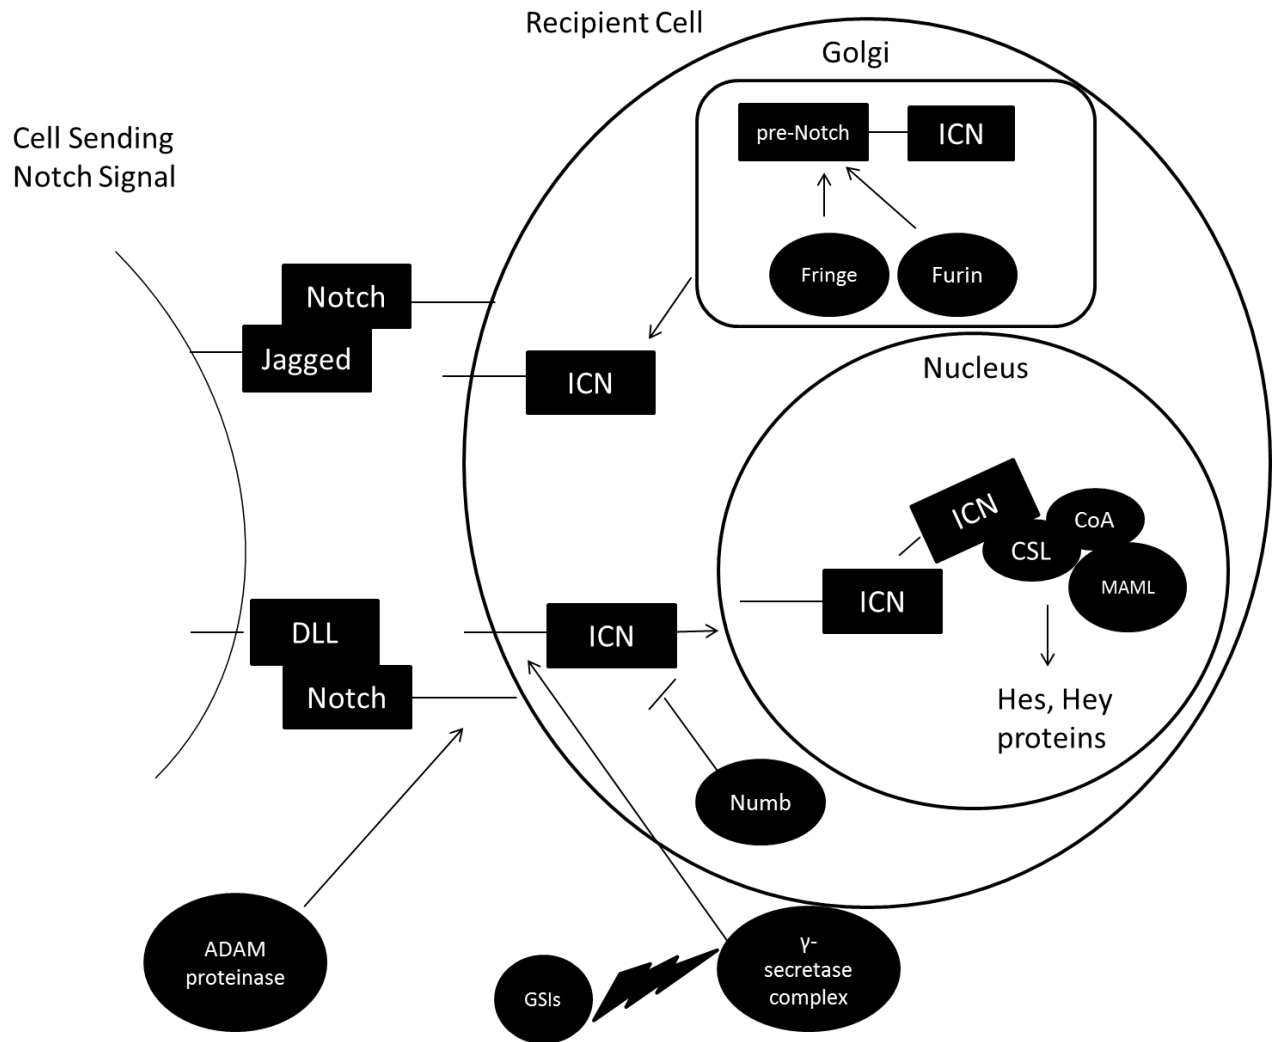 Recipient Cell
Golgi
Cell Sending
Notch Signal
pre-Notch
ICN
Fringe
Furin
Notch
Jagged
ICN
Nucleus
ICN
CoA
CSL
MAML
ICN
DLL
ICN
Notch
Hes, Hey
proteins
Numb
ADAM
proteinase
γ-
secretase
complex
GSIs